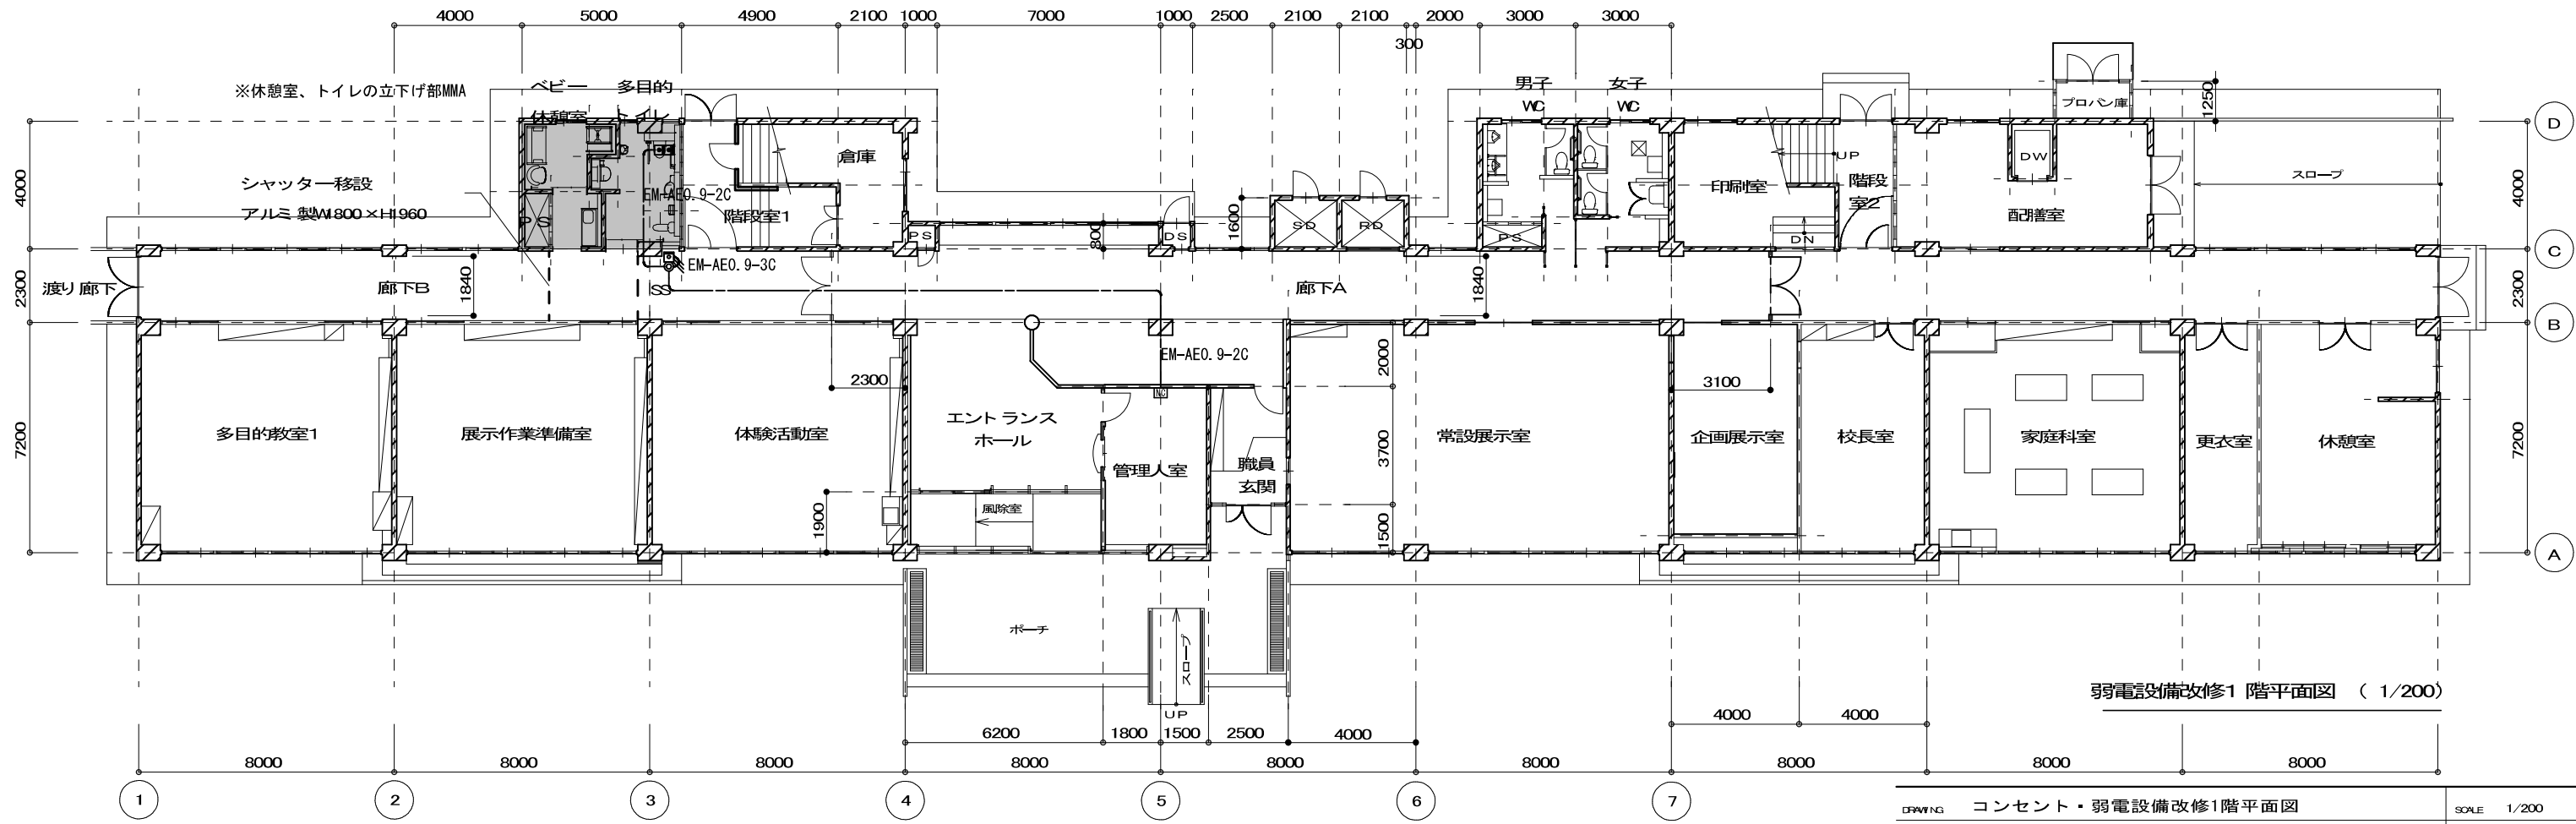 4000
5000
4900
2100
1000
7000
1000
2500
2100
2100
2000
3000
3000
300
※休憩室、トイレの立下げ部MMA
ベビー
休憩室
多目的
トイレ
男子
WC
女子
WC
プロパン庫
1250
D
D
4000
シャッター移設
アルミ製W1800×H1960
PS
EM-AE0.9-2C
階段室1
倉庫
PS
800
DS
1600
SD
RD
PS
印刷室
UP
DN
階段
室2
DW
配膳室
スロープ
4000
C
2300
渡り廊下
廊下B
1840
SS
EM-AE0.9-3C
廊下A
1840
2300
B
EM-AE0.9-2C
2300
2000
3100
7200
多目的教室1
展示作業準備室
体験活動室
1900
エントランス
ホール
風除室
管理人室
職員
玄関
常設展示室
3700
1500
企画展示室
校長室
家庭科室
更衣室
休憩室
7200
A
ポーチ
スロープ
UP
弱電設備改修1階平面図 (1/200)
4000
4000
6200
1800
1500
2500
4000
8000
8000
8000
8000
8000
8000
8000
8000
8000
1
2
3
4
5
6
7
DRAWING コンセント・弱電設備改修1階平面図
SCALE 1/200